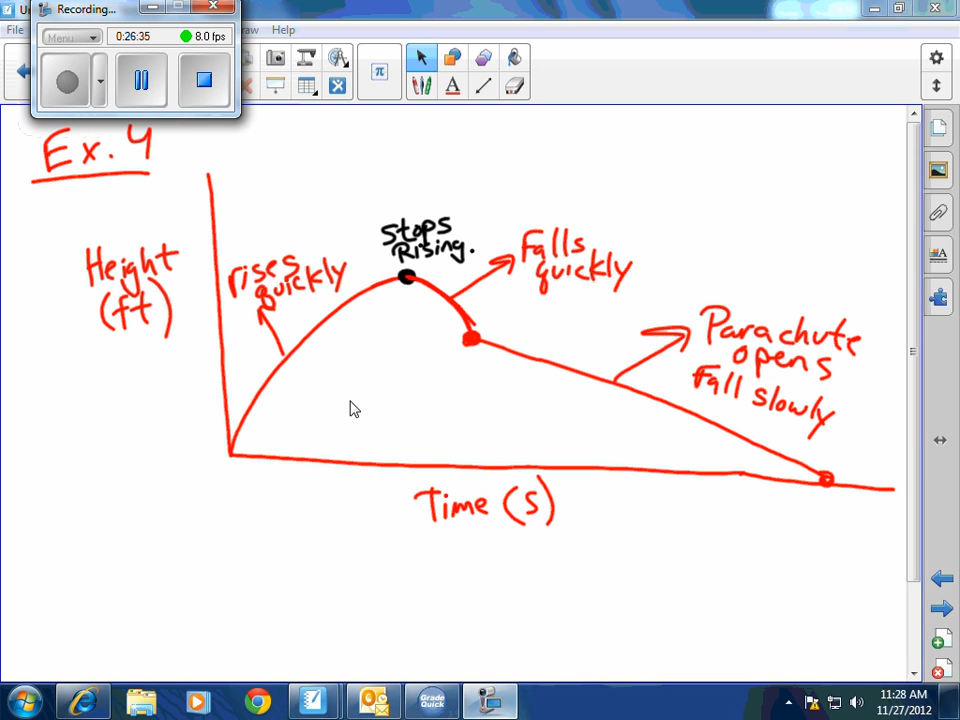 Recording...
Menu
0:26:35
8.0 fps
File
Help
Ex. 4
Height
(ft)
rises
quickly
Stops
Rising.
Falls
quickly
Parachute
opens
Fall slowly
Time (s)
Grade
Quick
11:28 AM
11/27/2012